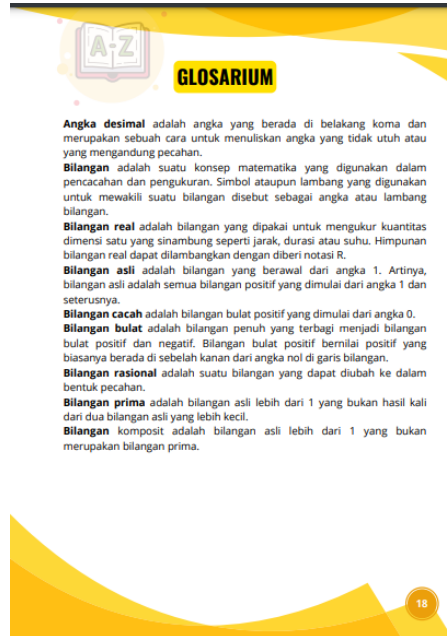 A-Z
GLOSARIUM
Angka desimal adalah angka yang berada di belakang koma dan
merupakan sebuah cara untuk menuliskan angka yang tidak utuh atau
yang mengandung pecahan.
Bilangan adalah suatu konsep matematika yang digunakan dalam
pencacahan dan pengukuran. Simbol ataupun lambang yang digunakan
untuk mewakili suatu bilangan disebut sebagai angka atau lambang
bilangan.
Bilangan real adalah bilangan yang dipakai untuk mengukur kuantitas
dimensi satu yang sinambung seperti jarak, durasi atau suhu. Himpunan
bilangan real dapat dilambangkan dengan diberi notasi R.
Bilangan asli adalah bilangan yang berawal dari angka 1. Artinya,
bilangan asli adalah semua bilangan positif yang dimulai dari angka 1 dan
seterusnya.
Bilangan cacah adalah bilangan bulat positif yang dimulai dari angka 0.
Bilangan bulat adalah bilangan penuh yang terbagi menjadi bilangan
bulat positif dan negatif. Bilangan bulat positif bernilai positif yang
biasanya berada di sebelah kanan dari angka nol di garis bilangan.
Bilangan rasional adalah suatu bilangan yang dapat diubah ke dalam
bentuk pecahan.
Bilangan prima adalah bilangan asli lebih dari 1 yang bukan hasil kali
dari dua bilangan asli yang lebih kecil.
Bilangan komposit adalah bilangan asli lebih dari 1 yang bukan
merupakan bilangan prima.
18